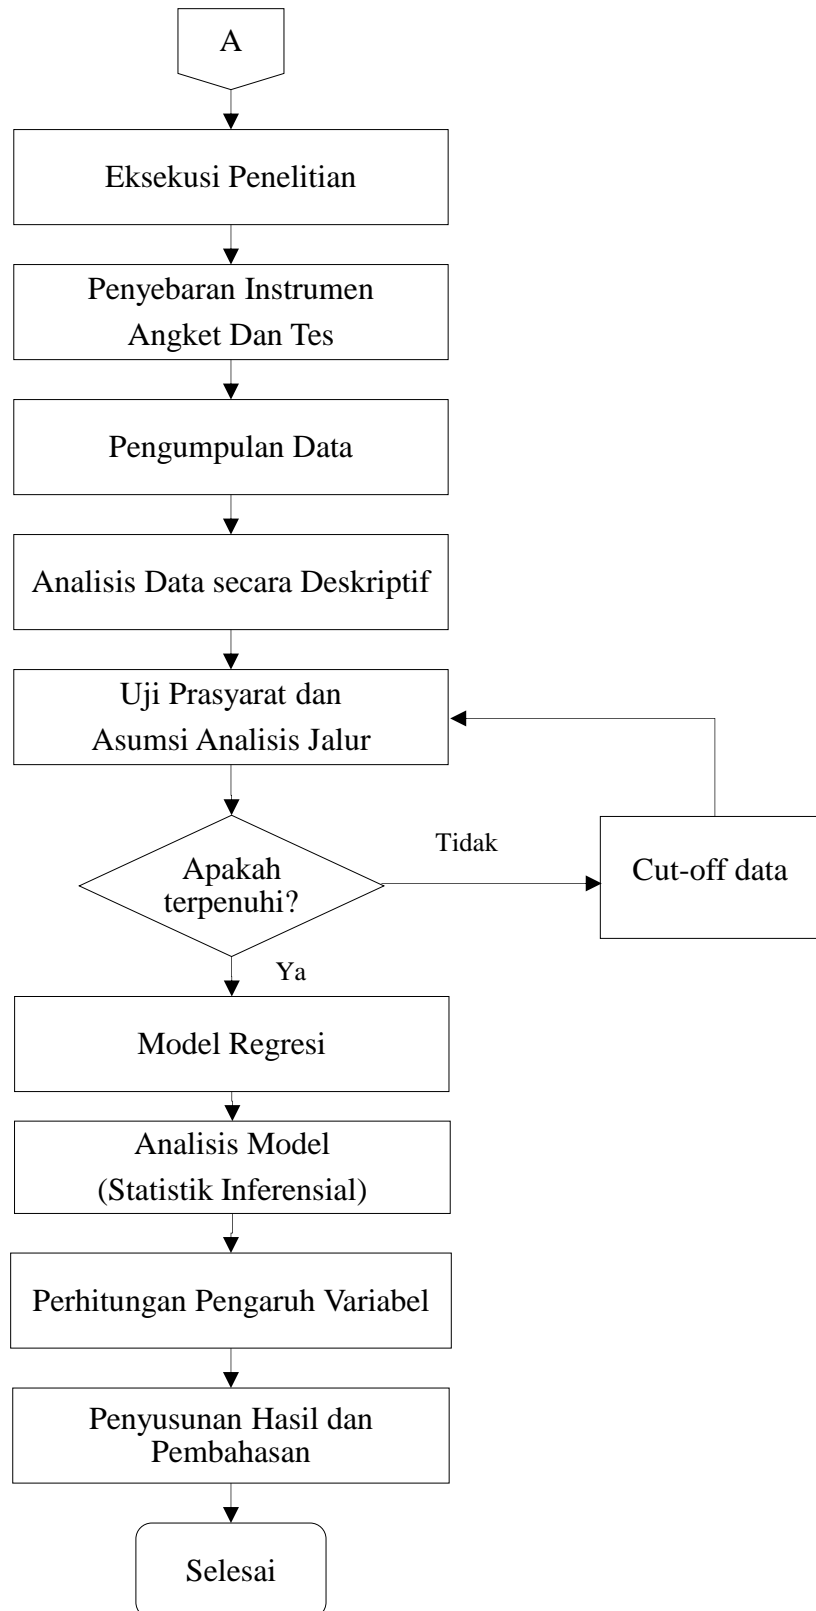 A
Eksekusi Penelitian
Penyebaran Instrumen
Angket Dan Tes
Pengumpulan Data
Analisis Data secara Deskriptif
Uji Prasyarat dan
Asumsi Analisis Jalur
Apakah
terpenuhi?
Tidak
Cut-off data
Ya
Model Regresi
Analisis Model
(Statistik Inferensial)
Perhitungan Pengaruh Variabel
Penyusunan Hasil dan
Pembahasan
Selesai